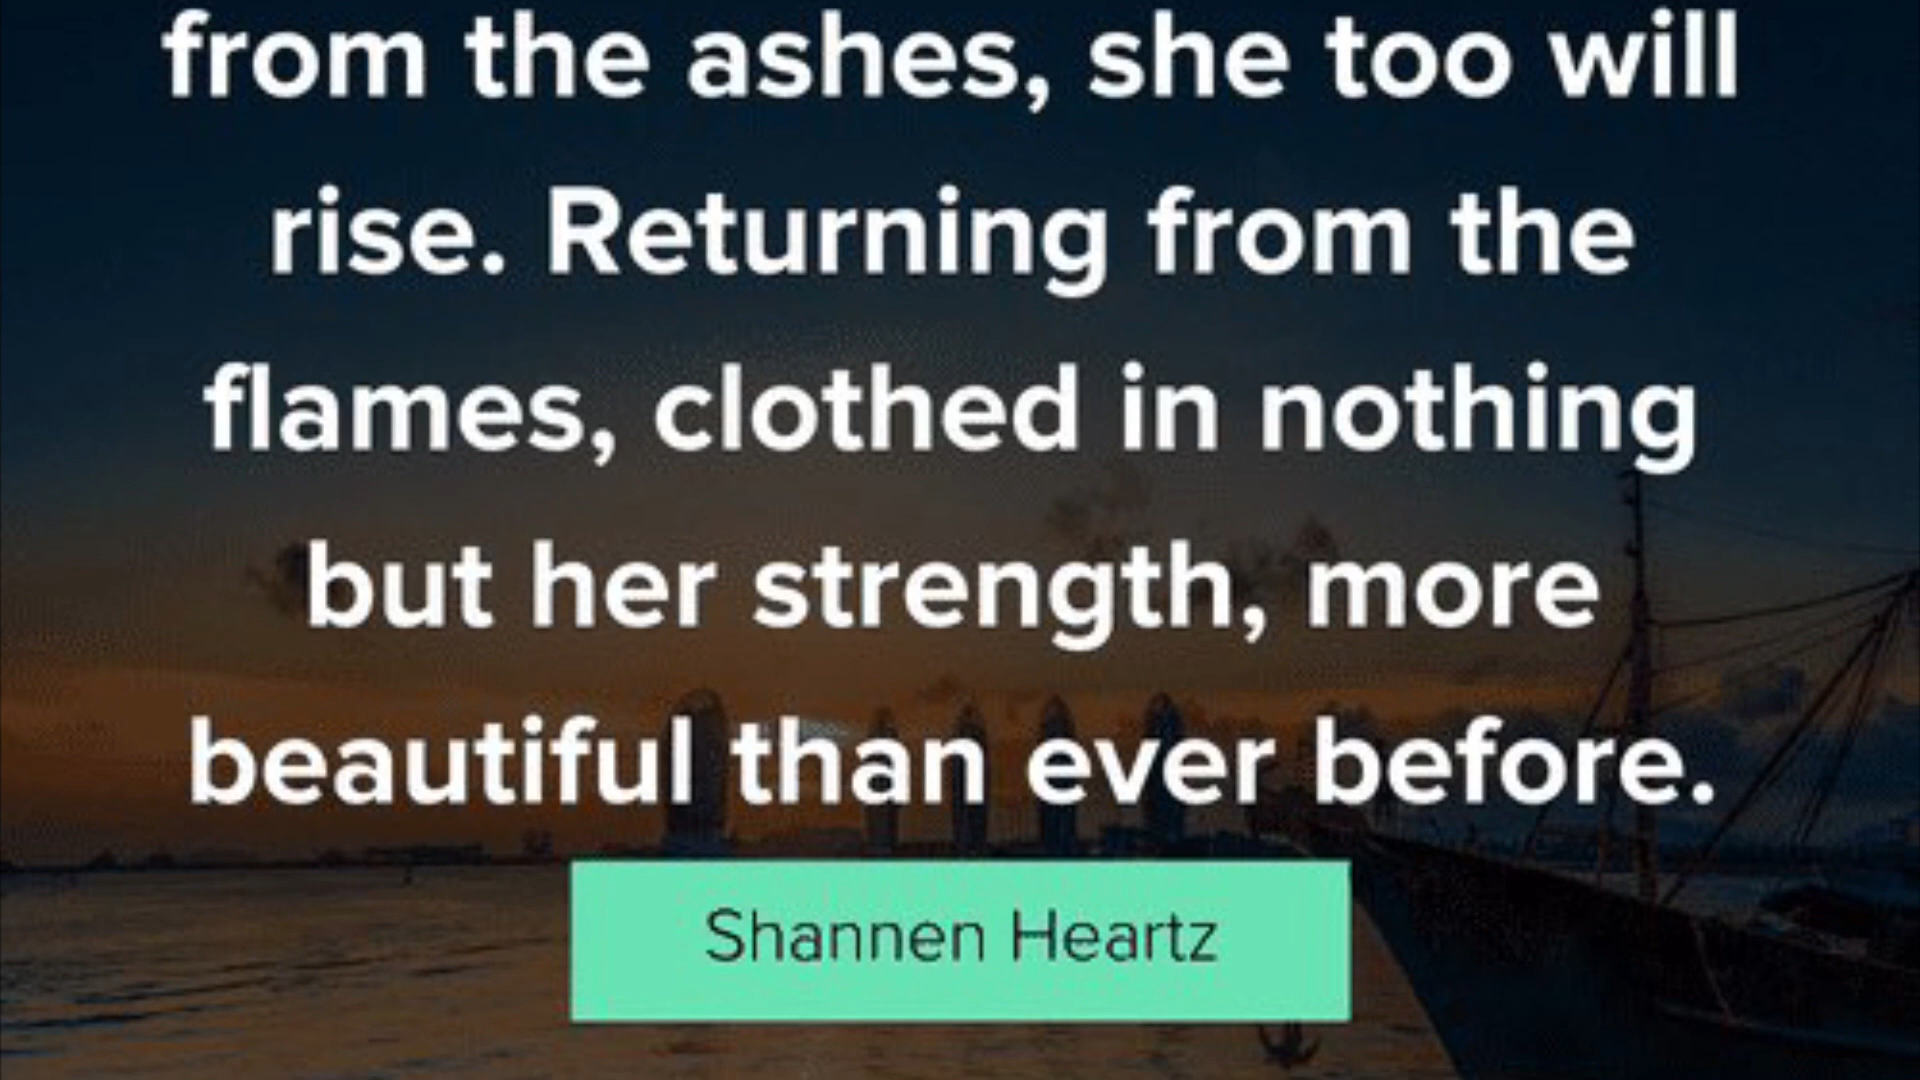 from the ashes, she too will
rise. Returning from the
flames, clothed in nothing
but her strength, more
beautiful than ever before.
Shannen Heartz